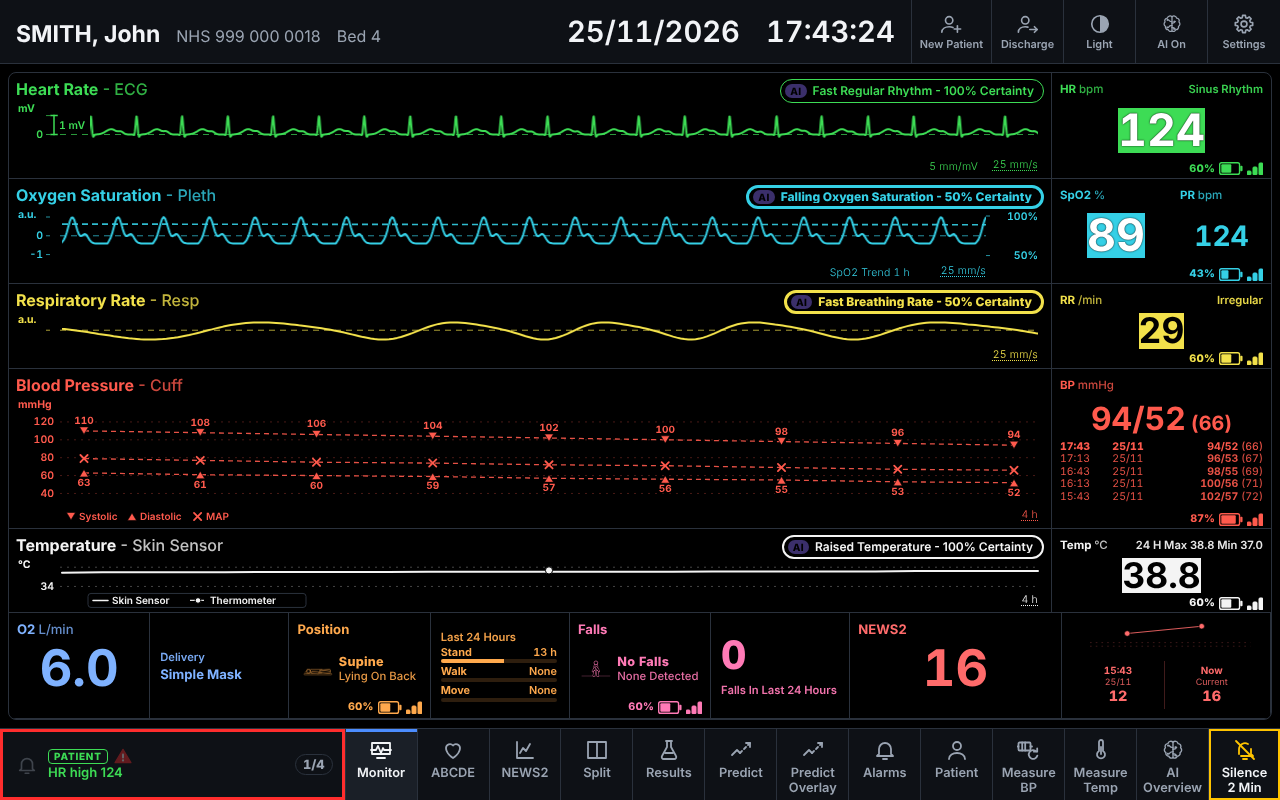 SMITH, John NHS 999 000 0018 Bed 4
25/11/2026 17:43:24
New Patient
Discharge
Light
AI On
Settings
Heart Rate - ECG
AI Fast Regular Rhythm - 100% Certainty
mV
1 mV
0
5 mm/mV 25 mm/s
HR bpm Sinus Rhythm
124
60%
Oxygen Saturation - Pleth
AI Falling Oxygen Saturation - 50% Certainty
a.u.
0
-1
100%
50%
SpO2 Trend 1 h 25 mm/s
SpO2 % PR bpm
89 124
43%
Respiratory Rate - Resp
AI Fast Breathing Rate - 50% Certainty
a.u.
25 mm/s
RR /min Irregular
29
60%
Blood Pressure - Cuff
mmHg
120
100
80
60
40
110 108 106 104 102 100 98 96 94
63 61 60 59 57 56 55 53 52
Systolic Diastolic MAP
4 h
BP mmHg
94/52 (66)
17:43 25/11 94/52 (66)
17:13 25/11 96/53 (67)
16:43 25/11 98/55 (69)
16:13 25/11 100/56 (71)
15:43 25/11 102/57 (72)
87%
Temperature - Skin Sensor
AI Raised Temperature - 100% Certainty
°C
34
Skin Sensor Thermometer
4 h
Temp °C 24 H Max 38.8 Min 37.0
38.8
60%
O2 L/min
6.0
Delivery
Simple Mask
Position
Supine
Lying On Back
60%
Last 24 Hours
Stand 13 h
Walk None
Move None
Falls
No Falls
None Detected
60%
0
Falls In Last 24 Hours
NEWS2
16
15:43
25/11
12
Now
Current
16
PATIENT
HR high 124
1/4
Monitor
ABCDE
NEWS2
Split
Results
Predict
Predict
Overlay
Alarms
Patient
Measure
BP
Measure
Temp
AI
Overview
Silence
2 Min